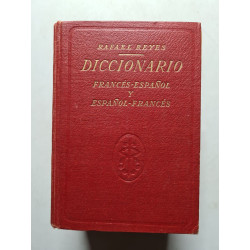 RAFAEL REYES
DICCIONARIO
FRANCÉS-ESPAÑOL
Y
ESPAÑOL-FRANCÉS